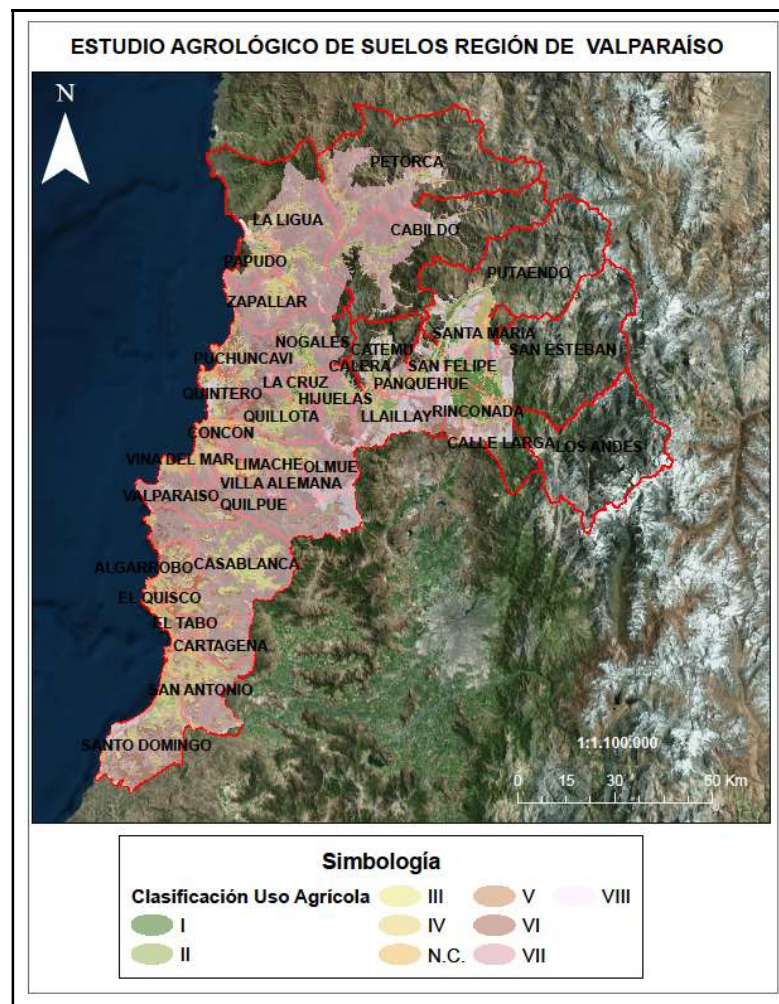 ESTUDIO AGROLÓGICO DE SUELOS REGIÓN DE VALPARAÍSO
N
PETORCA
LA LIGUA
CABILDO
PAPUDO
PUTAENDO
ZAPALLAR
SANTA MARIA
NOGALES
CATEMU
SAN ESTEBAN
PUCHUNCAVI
CALERA
SAN FELIPE
LA CRUZ
PANQUEHUE
QUINTERO
HIJUELAS
QUILLOTA
LLAILLAY
RINCONADA
CONCON
CALLE LARGA
LOS ANDES
VINA DEL MAR
LIMACHE
OLMUE
VILLA ALEMANA
VALPARAISO
QUILPUE
ALGARROBO
CASABLANCA
EL QUISCO
EL TABO
CARTAGENA
SAN ANTONIO
SANTO DOMINGO
1:1.100.000
0 15 30 60 Km
Simbología
Clasificación Uso Agrícola
I
II
III
IV
N.C.
V
VI
VII
VIII